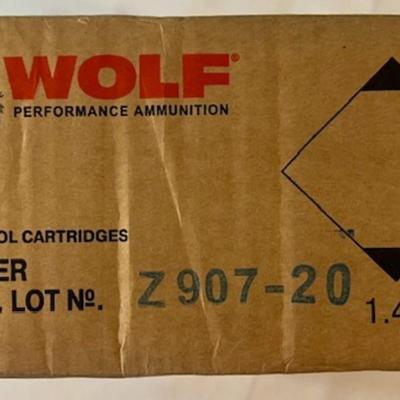 WOLF®
PERFORMANCE AMMUNITION
OL CARTRIDGES
ER
. LOT Nº. Z 907-20
1.4